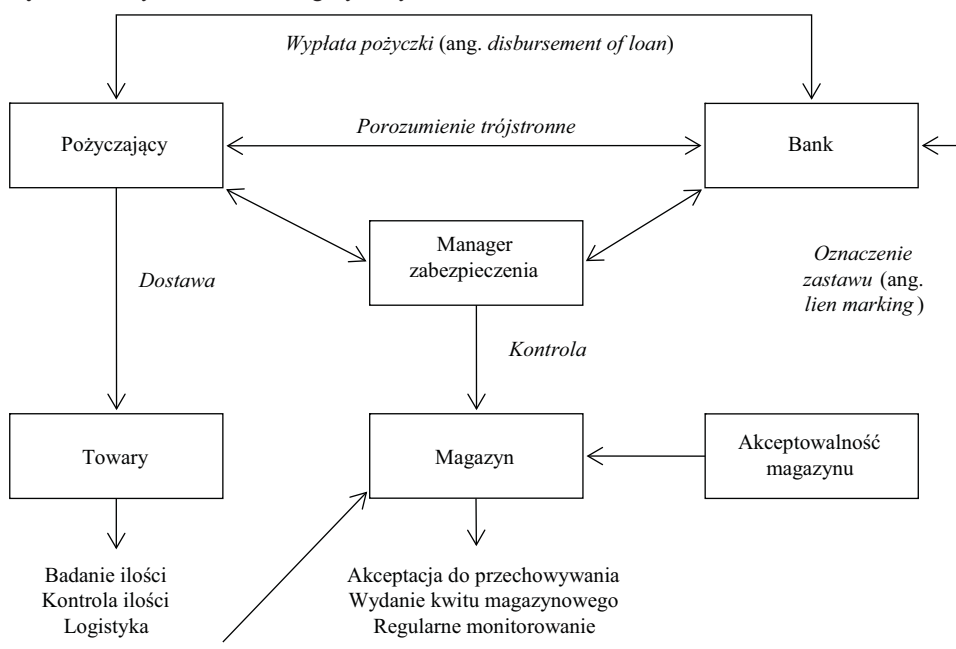 Wypłata pożyczki (ang. disbursement of loan)
Pożyczający
Porozumienie trójstronne
Bank
Manager
zabezpieczenia
Oznaczenie
zastawu (ang.
lien marking)
Dostawa
Kontrola
Towary
Magazyn
Akceptowalność
magazynu
Badanie ilości
Kontrola ilości
Logistyka
Akceptacja do przechowywania
Wydanie kwitu magazynowego
Regularne monitorowanie